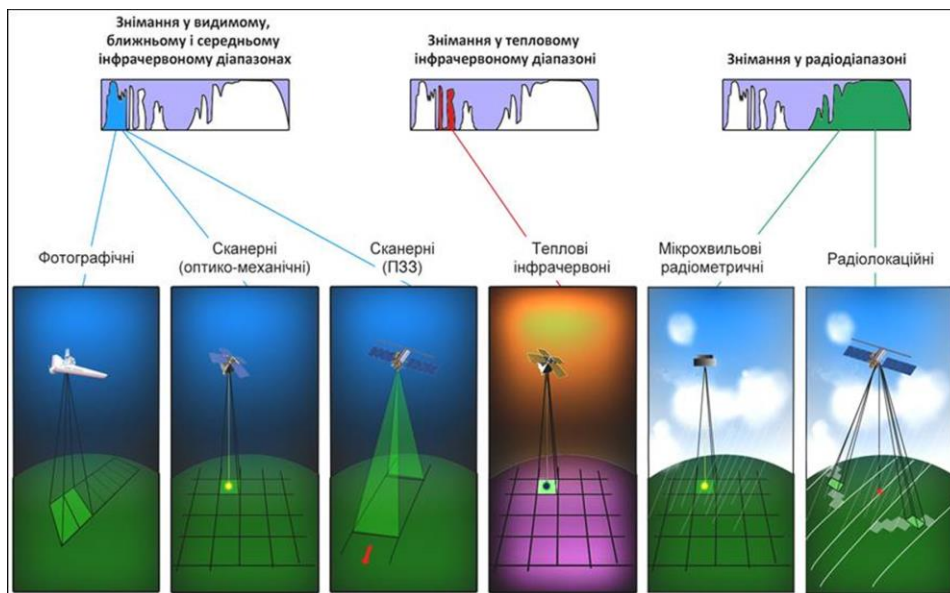 Знімання у видимому,
ближньому і середньому
інфрачервоному діапазонах
Знімання у тепловому
інфрачервоному діапазоні
Знімання у радіодіапазоні
Фотографічні
Сканерні
(оптико-механічні)
Сканерні
(ПЗЗ)
Теплові
інфрачервоні
Мікрохвильові
радіометричні
Радіолокаційні